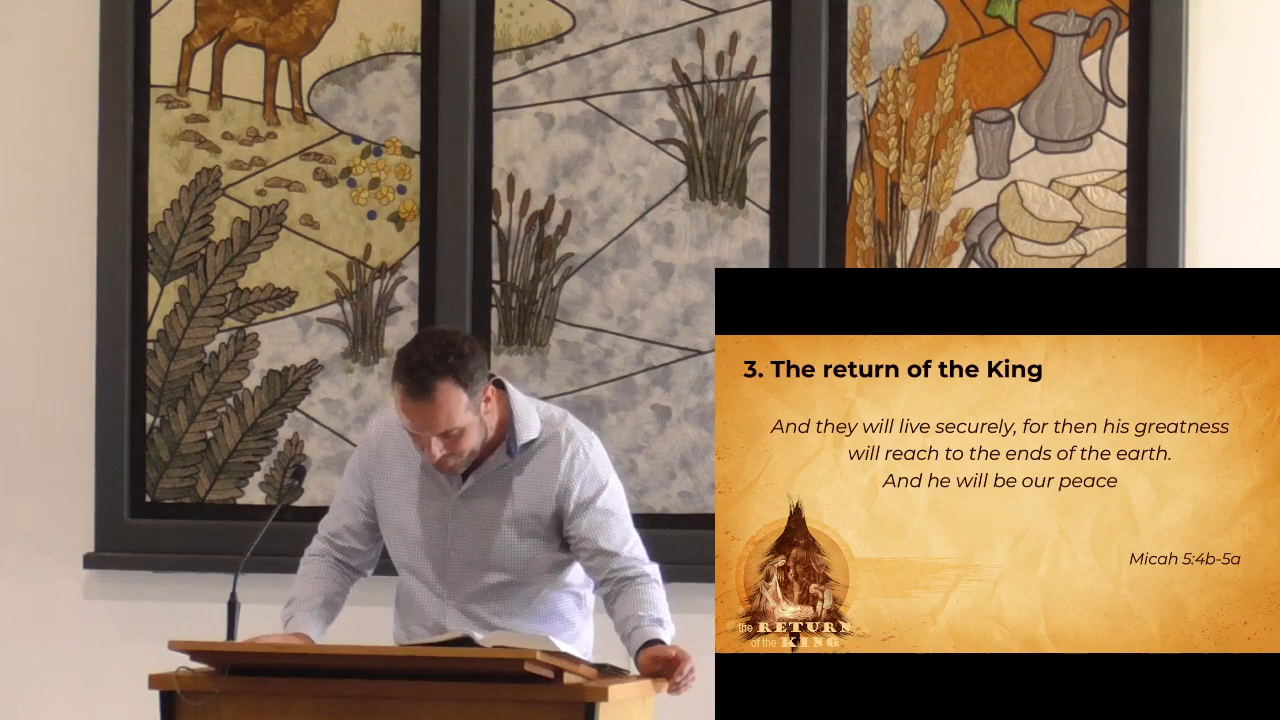 3. The return of the King
And they will live securely, for then his greatness
will reach to the ends of the earth.
And he will be our peace
Micah 5:4b-5a
the RETURN
of the KING